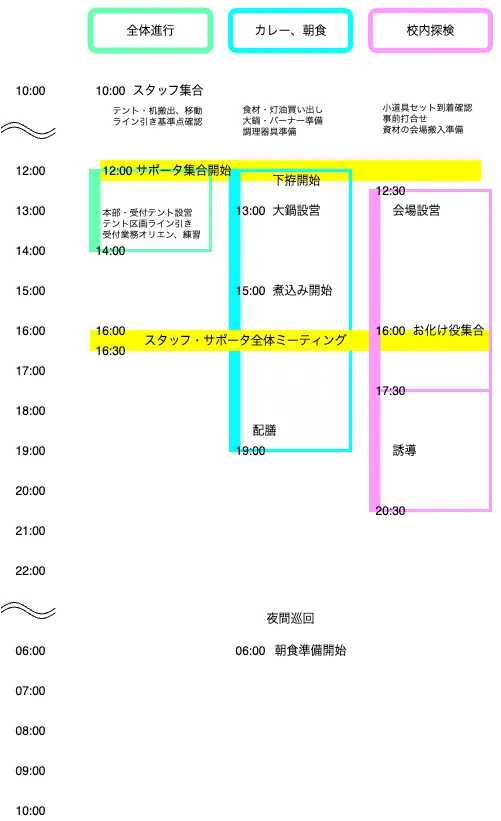 全体進行
カレー、朝食
校内探検
10:00
10:00 スタッフ集合
テント・机搬出、移動
ライン引き基準点確認
食材・灯油買い出し
大鍋・バーナー準備
調理器具準備
小道具セット到着確認
事前打合せ
資材の会場搬入準備
12:00
12:00 サポータ集合開始
下拵開始
12:30
13:00
本部・受付テント設営
テント区画ライン引き
受付業務オリエン、練習
13:00 大鍋設営
会場設営
14:00
14:00
15:00
15:00 煮込み開始
16:00
16:00
16:00 お化け役集合
スタッフ・サポータ全体ミーティング
16:30
17:00
17:30
18:00
配膳
19:00
19:00
誘導
20:00
20:30
21:00
22:00
夜間巡回
06:00
06:00 朝食準備開始
07:00
08:00
09:00
10:00